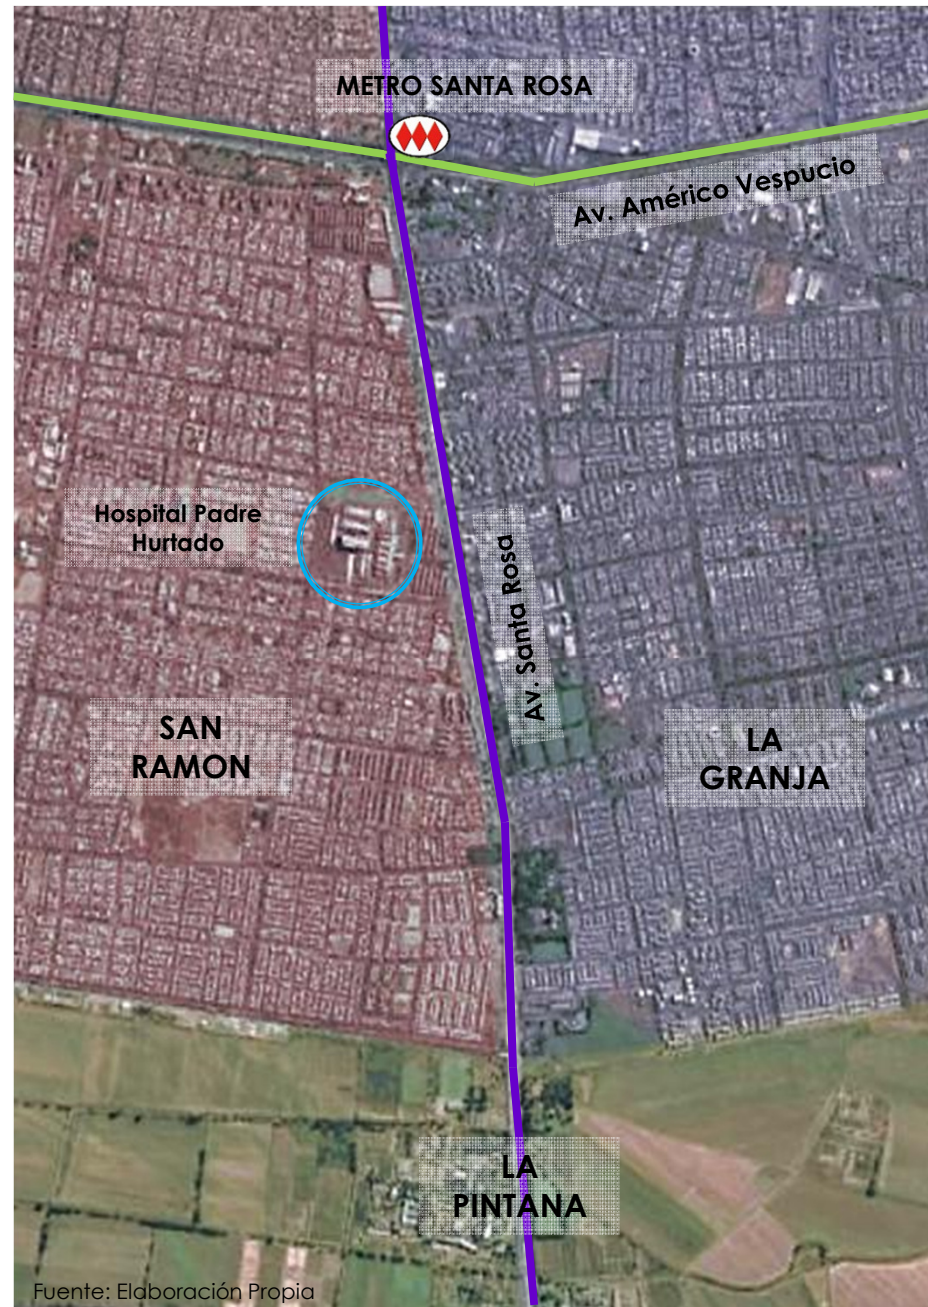 METRO SANTA ROSA
Av. Américo Vespucio
Hospital Padre
Hurtado
Av. Santa Rosa
SAN
RAMON
LA
GRANJA
LA
PINTANA
Fuente: Elaboración Propia